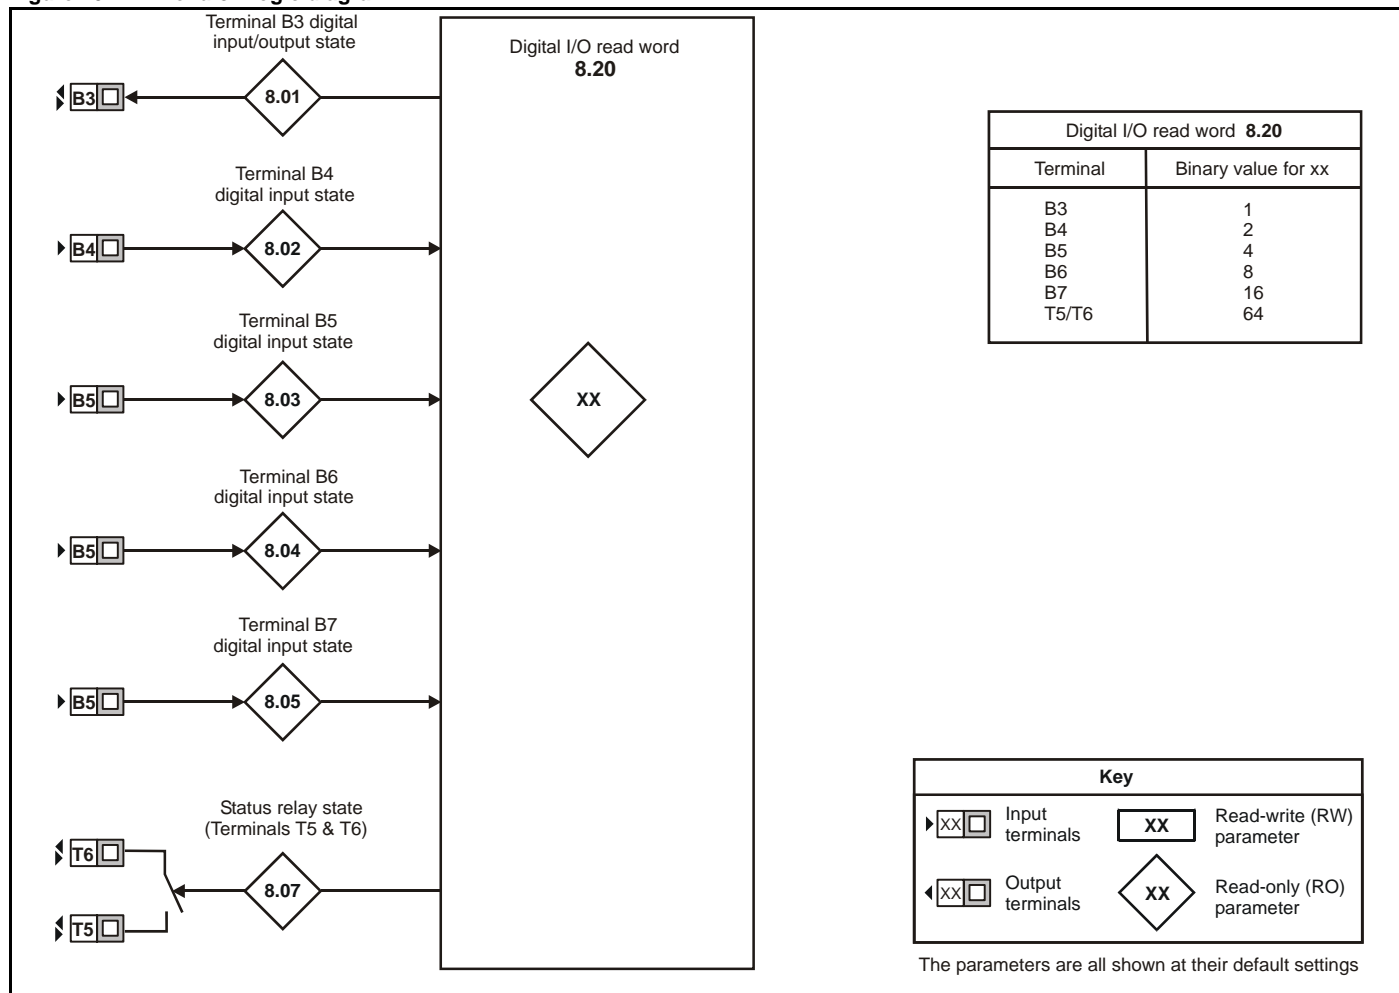 Terminal B3 digital
input/output state
B3
8.01
Terminal B4
digital input state
B4
8.02
Terminal B5
digital input state
B5
8.03
Terminal B6
digital input state
B5
8.04
Terminal B7
digital input state
B5
8.05
Status relay state
(Terminals T5 & T6)
T6
8.07
T5
Digital I/O read word
8.20
XX
Digital I/O read word 8.20
Terminal Binary value for xx
B3 1
B4 2
B5 4
B6 8
B7 16
T5/T6 64
Key
XX Input
terminals
XX Read-write (RW)
parameter
XX Output
terminals
XX Read-only (RO)
parameter
The parameters are all shown at their default settings